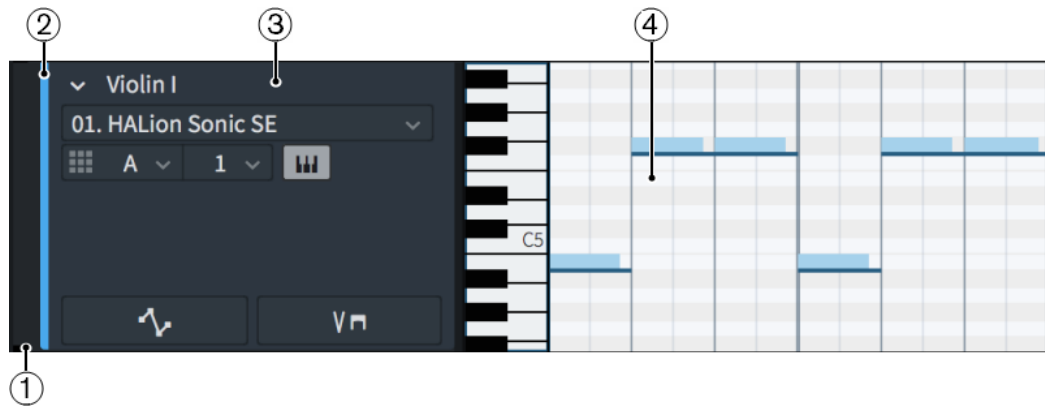 ② ③ ④
Violin I
01. HALion Sonic SE
A 1
C5
①